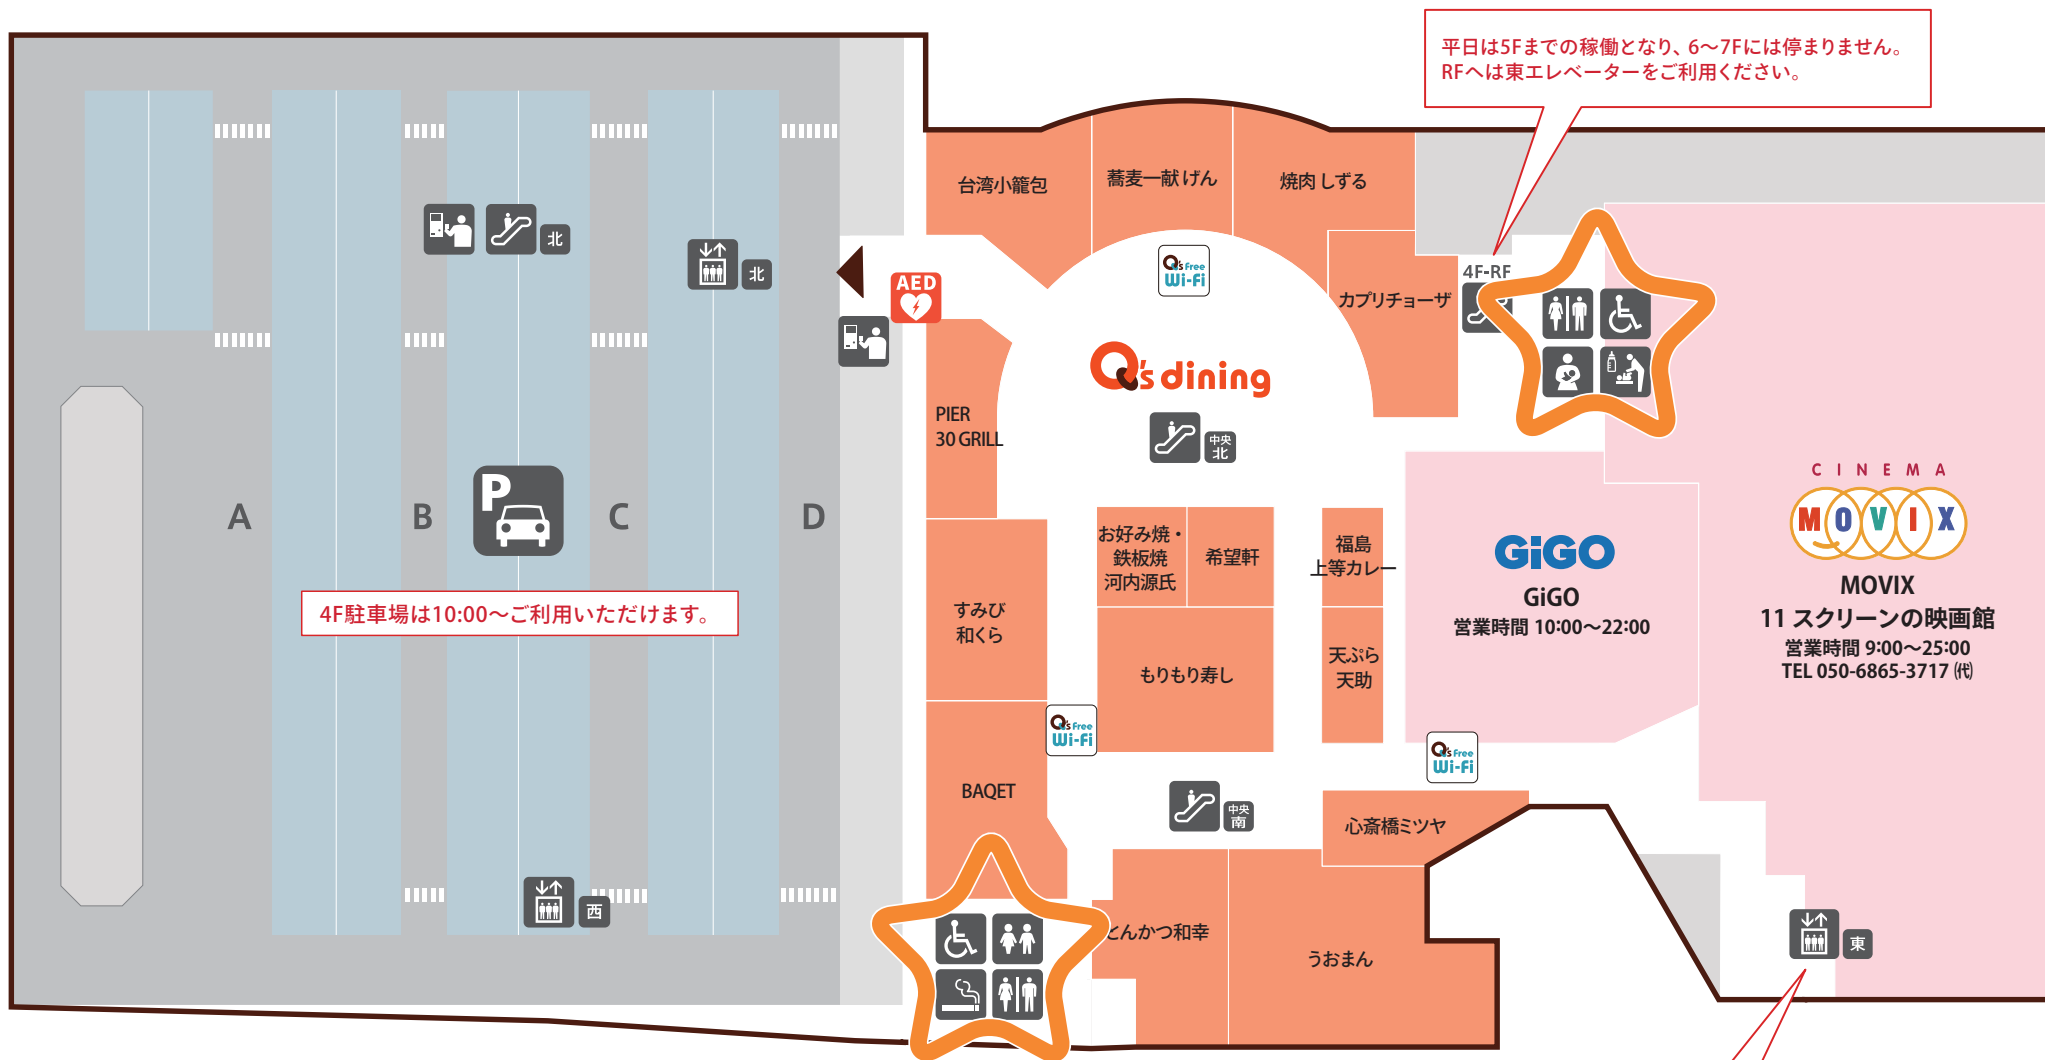 平日は5Fまでの稼働となり、6〜7Fには停まりません。
RFへは東エレベーターをご利用ください。
台湾小籠包
蕎麦一献 げん
焼肉 しずる
北
北
AED
Q's Free
Wi-Fi
カプリチョーザ
4F-RF
Q's dining
中央
北
PIER
30 GRILL
A
B
P
C
D
4F駐車場は10:00〜ご利用いただけます。
お好み焼・
鉄板焼
河内源氏
希望軒
福島
上等カレー
GiGO
GiGO
営業時間 10:00〜22:00
CINEMA
MOVIX
MOVIX
11 スクリーンの映画館
営業時間 9:00〜25:00
TEL 050-6865-3717 ㈹
すみび
和くら
もりもり寿し
天ぷら
天助
Q's Free
Wi-Fi
Q's Free
Wi-Fi
BAQET
中央
南
心斎橋ミツヤ
西
とんかつ和幸
うおまん
東